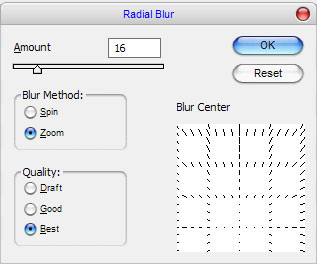 Radial Blur
Amount 16
OK
Reset
Blur Method:
Spin
Zoom
Blur Center
Quality:
Draft
Good
Best